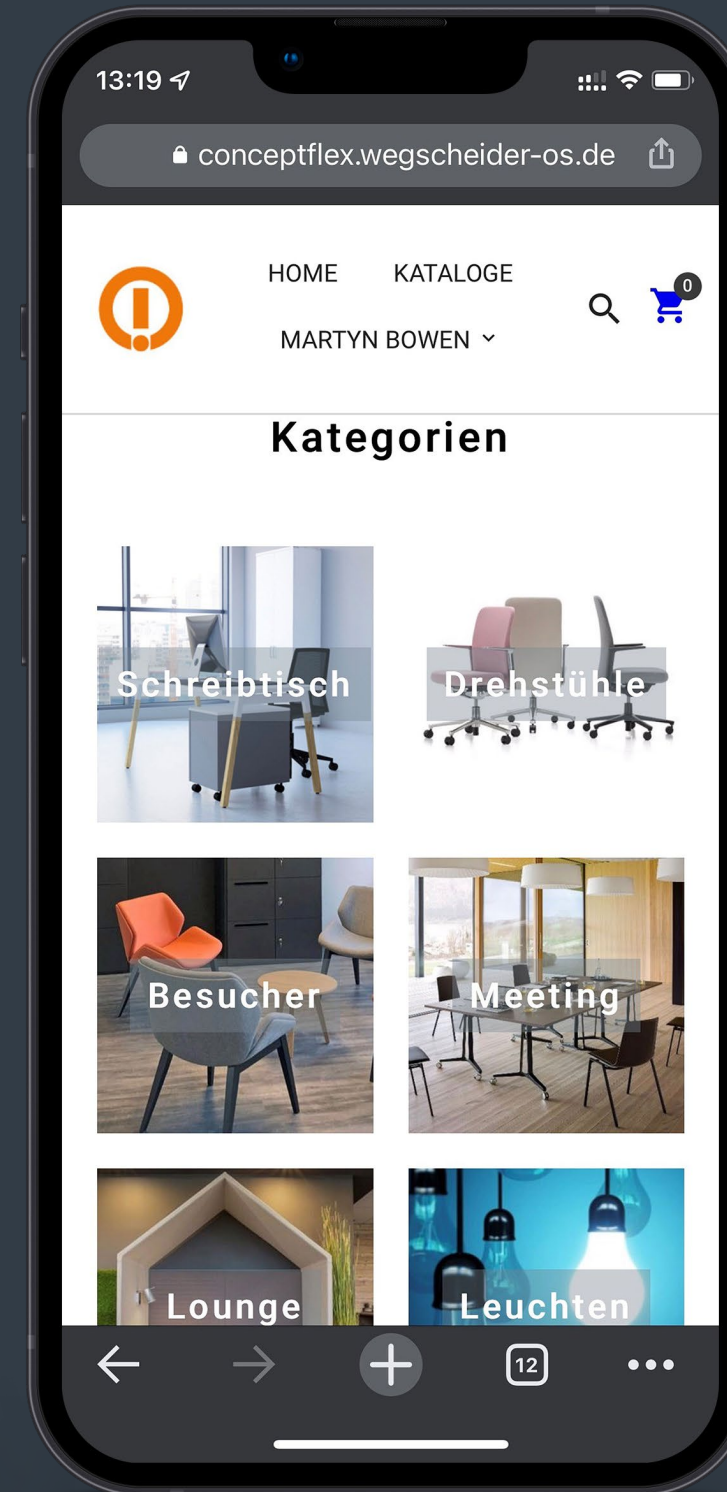 13:19
conceptflex.wegscheider-os.de
HOME KATALOGE
MARTYN BOWEN
0
Kategorien
Schreibtisch
Drehstühle
Besucher
Meeting
Lounge
Leuchten
12